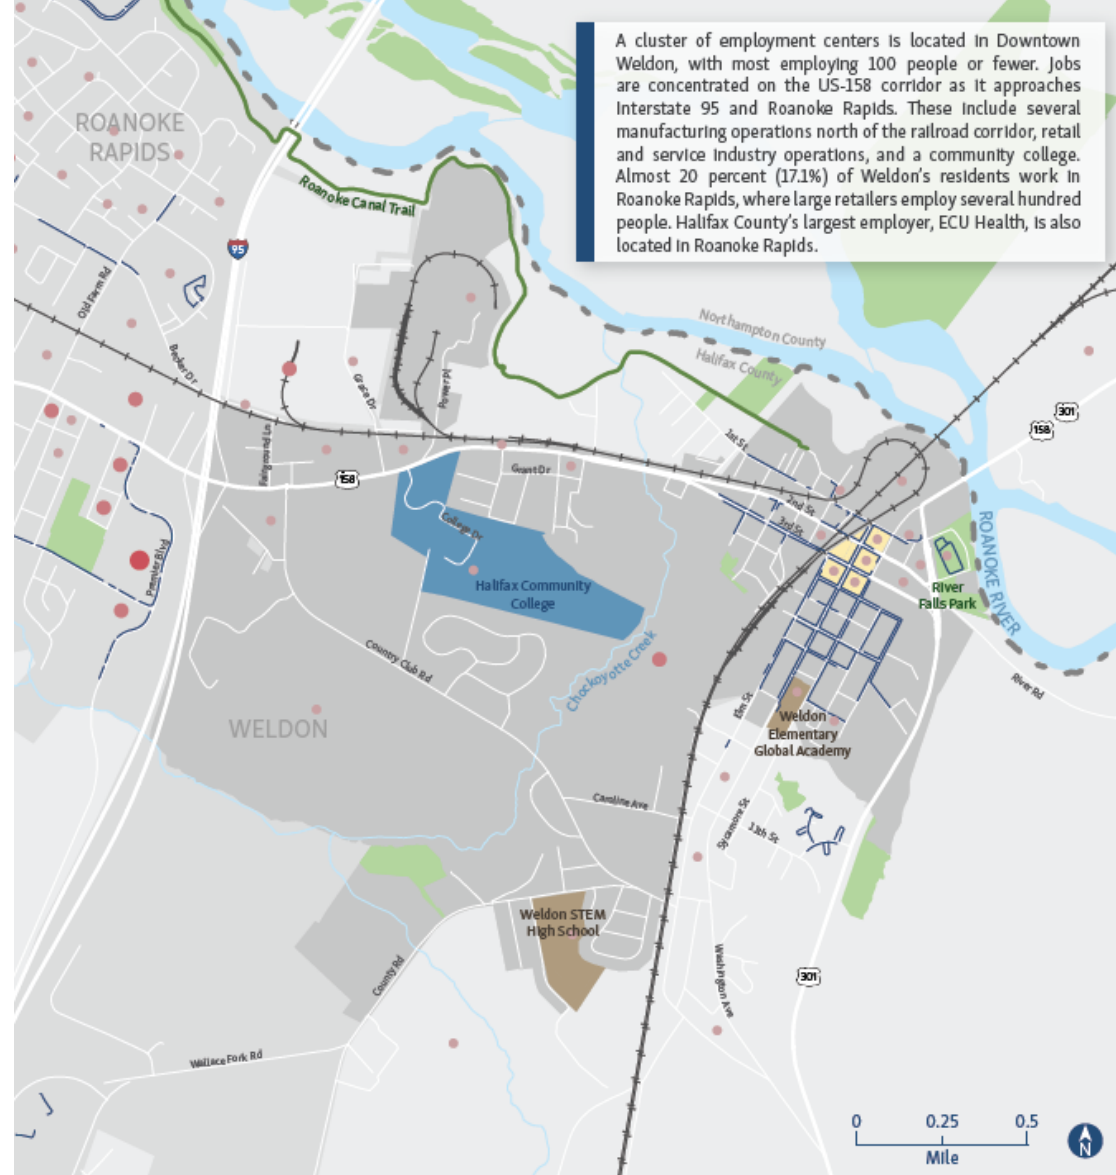 A cluster of employment centers is located in Downtown
Weldon, with most employing 100 people or fewer. Jobs
are concentrated on the US-158 corridor as it approaches
Interstate 95 and Roanoke Rapids. These include several
manufacturing operations north of the railroad corridor, retail
and service industry operations, and a community college.
Almost 20 percent (17.1%) of Weldon's residents work in
Roanoke Rapids, where large retailers employ several hundred
people. Halifax County's largest employer, ECU Health, is also
located in Roanoke Rapids.
ROANOKE
RAPIDS
Roanoke Canal Trail
95
Old Farm Rd
Becker Dr
Northampton County
Halifax County
Grace Dr
Power Pl
301
158
1st St
Fairground Ln
158
Grant Dr
2nd St
3rd St
College Dr
ROANOKE RIVER
Premier Blvd
Halifax Community
College
River
Falls Park
Country Club Rd
Chockoyotte Creek
River Rd
Elm St
WELDON
Weldon
Elementary
Global Academy
Caroline Ave
Sycamore St
13th St
Weldon STEM
High School
County Rd
Washington Ave
301
Wallace Fork Rd
0 0.25 0.5
Mile
N